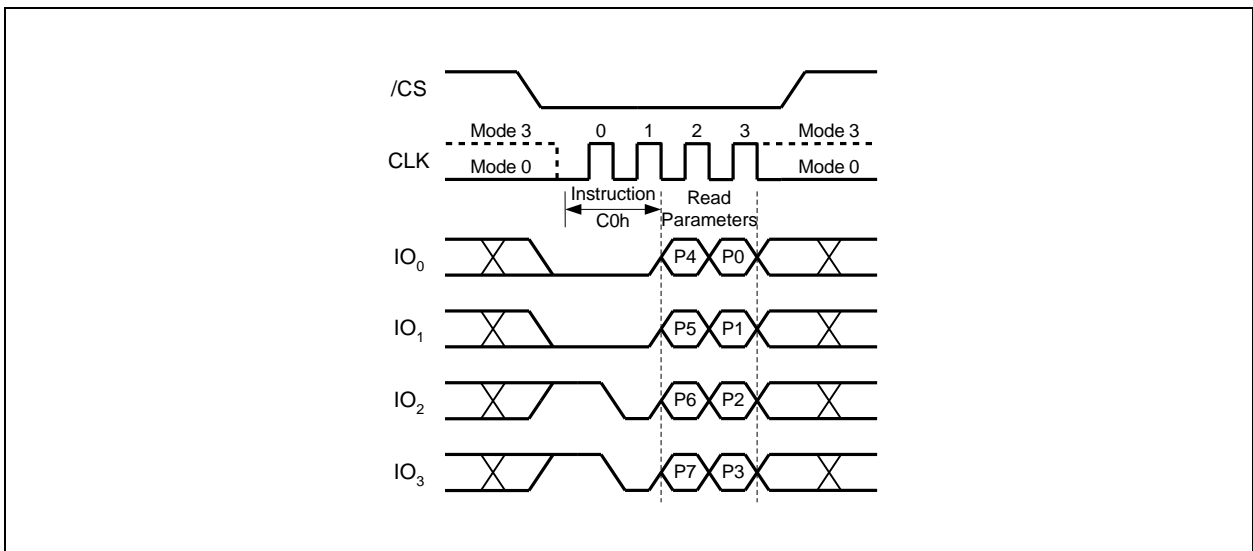 /CS
Mode 3 0 1 2 3 Mode 3
CLK
Mode 0 Mode 0
Instruction Read
C0h Parameters
IO0 P4 P0
IO1 P5 P1
IO2 P6 P2
IO3 P7 P3